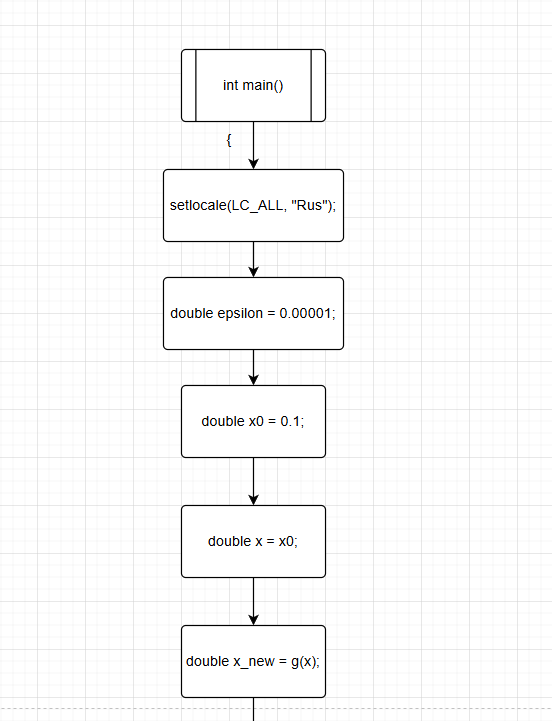 int main()
{
setlocale(LC_ALL, "Rus");
double epsilon = 0.00001;
double x0 = 0.1;
double x = x0;
double x_new = g(x);